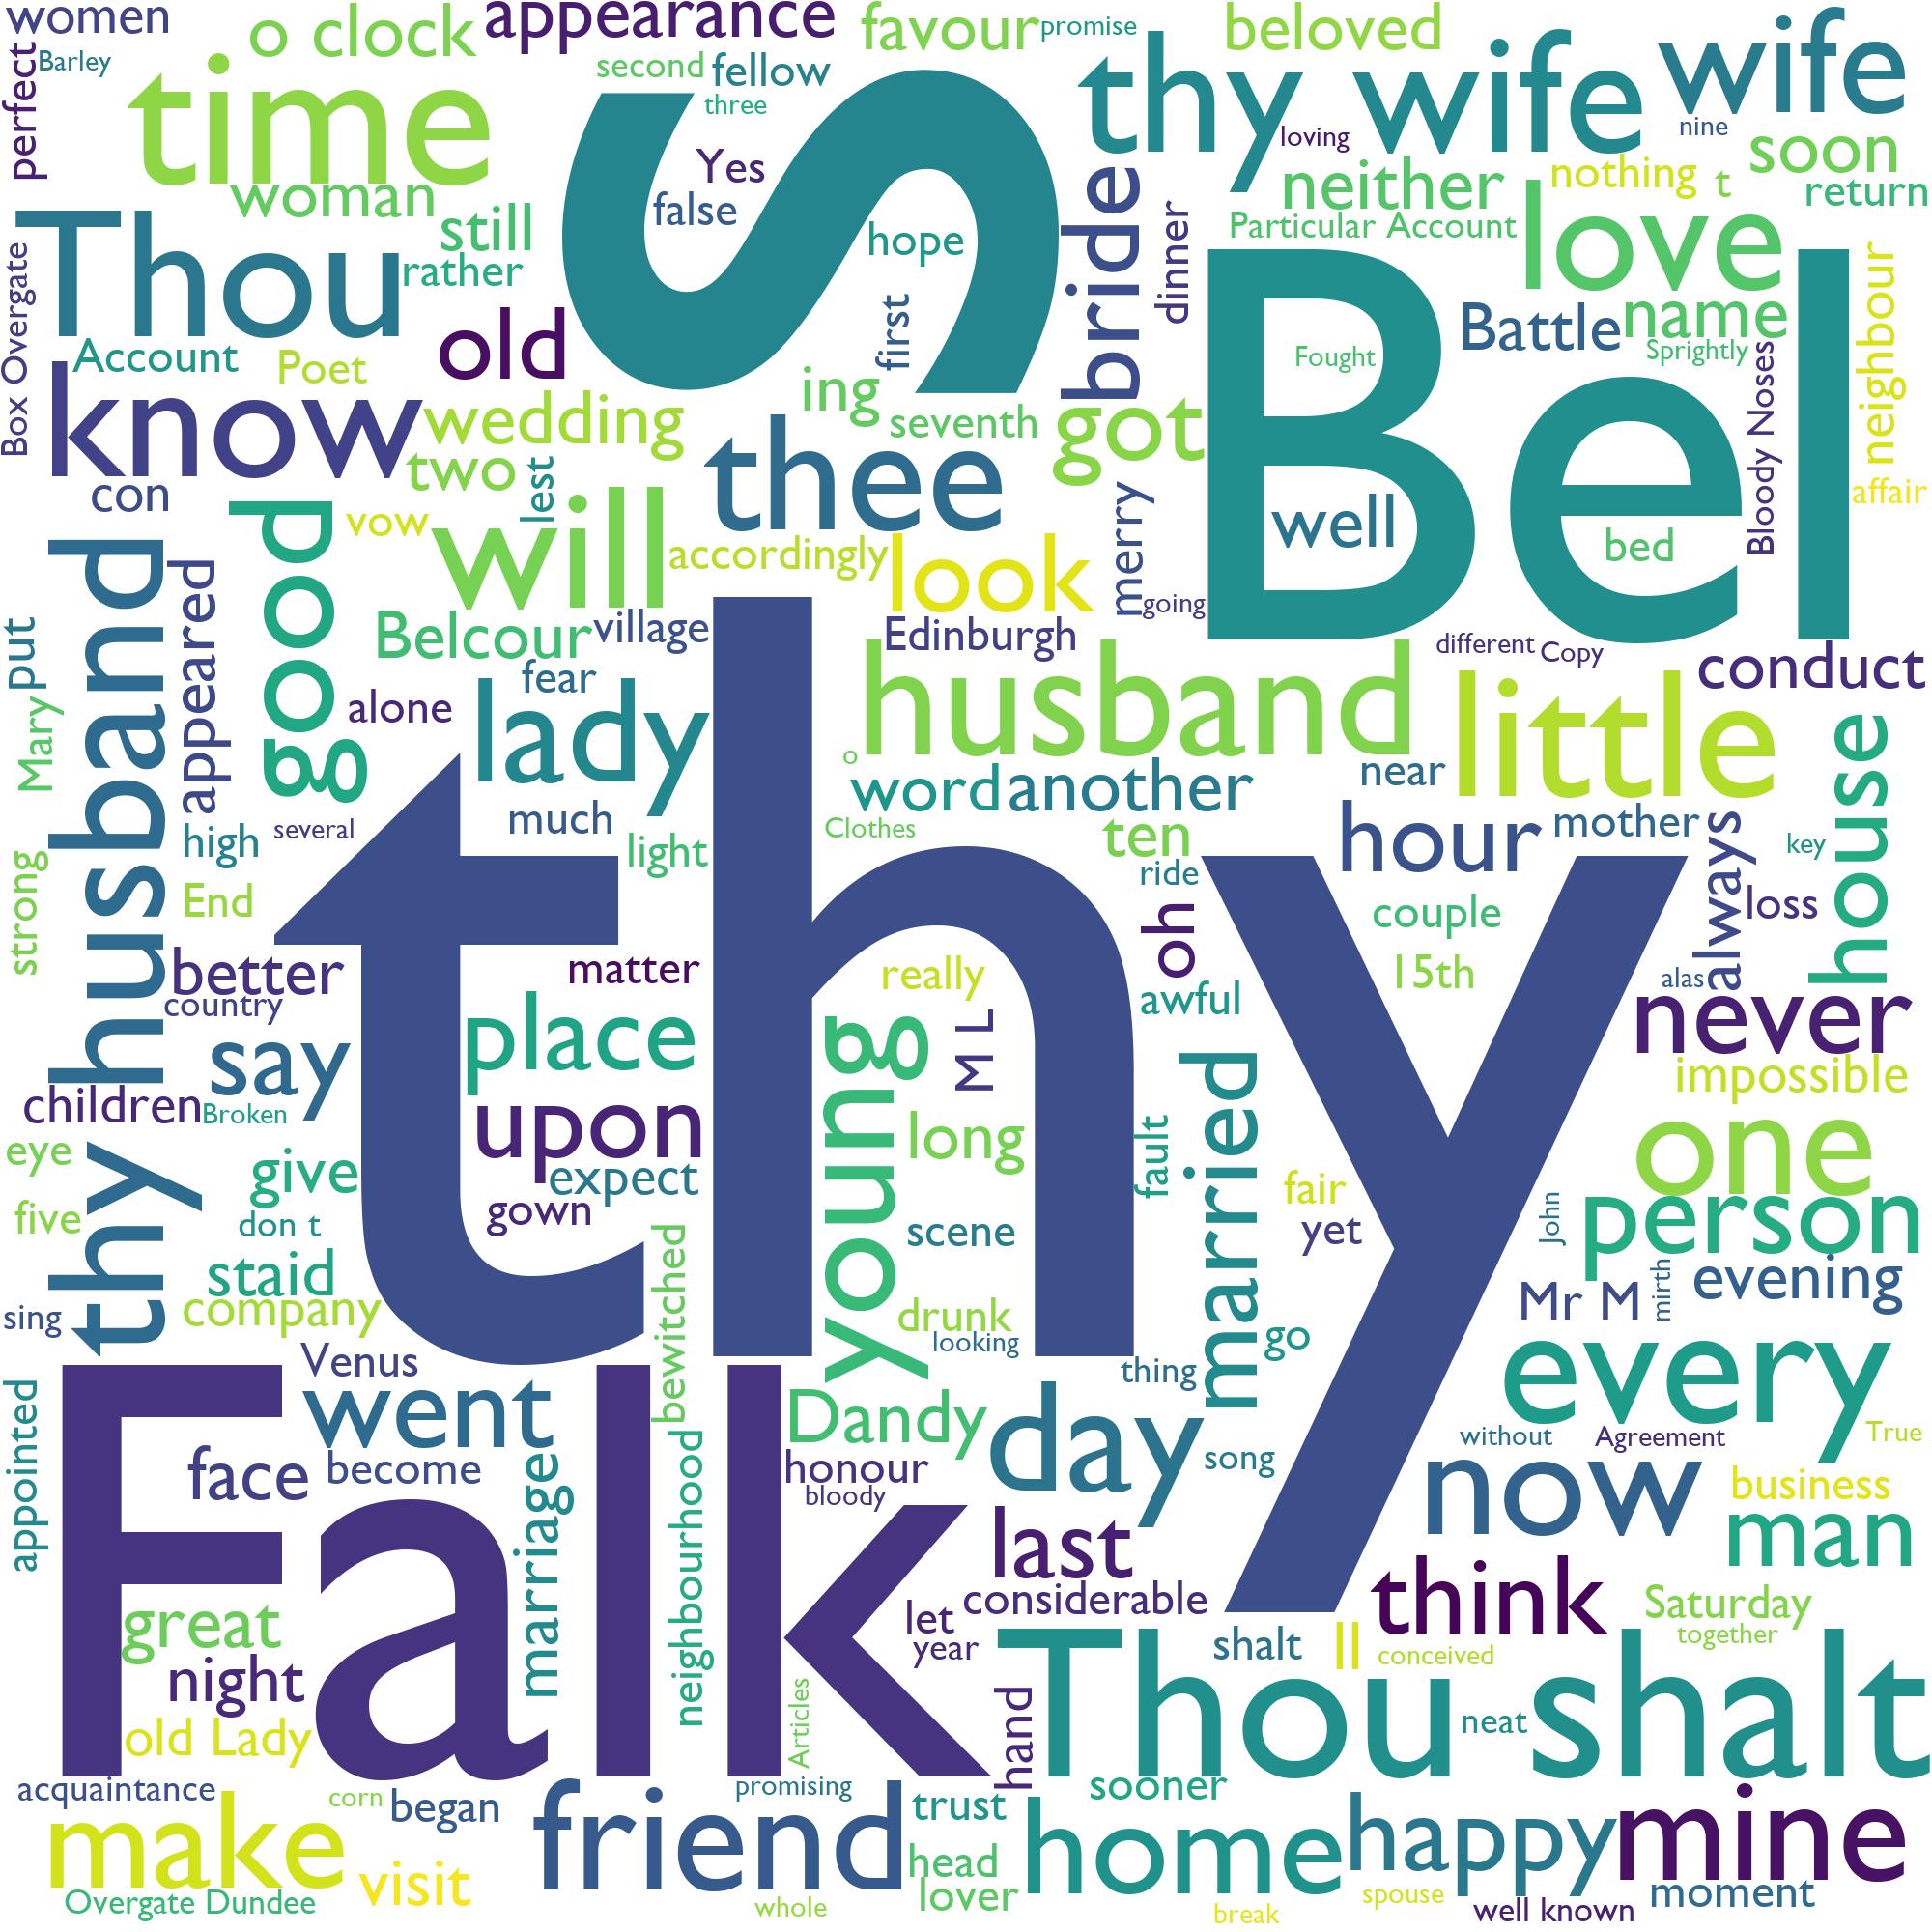 women
o clock
appearance
favour
promise
beloved
thy wife
wife
perfect
Barley
time
second
fellow
three
S
Yes
false
hope
first
loving
nine
neither
nothing
t
soon
return
woman
still
rather
Thou
Box Overgate
Account
Poet
old
bride
dinner
Particular Account
love
Bel
Battle
name
Sprightly
Fought
neighbour
Bloody Noses
affair
know
wedding
ing
seventh
got
con
two
lest
thee
vow
will
accordingly
look
merry
going
well
bed
good
husband
thy husband
appeared
put
Mary
Belcour
village
Edinburgh
fear
alone
lady
different
Copy
conduct
little
house
o
word
another
near
high
several
much
light
Clothes
ten
ride
hour
mother
always
key
strong
End
thy
oh
couple
loss
better
country
matter
really
awful
15th
alas
never
say
place
young
M L
married
impossible
children
Broken
upon
long
fault
one
eye
give
expect
gown
fair
yet
John
person
five
don t
staid
scene
bewitched
sing
company
drunk
looking
go
Mr M
mirth
evening
Venus
thing
every
appointed
Falk
went
face
become
marriage
neighbourhood
Dandy
honour
bloody
day
song
without
Agreement
True
now
business
man
last
considerable
think
great
night
let
year
shalt
ll
conceived
Saturday
together
old Lady
Articles
hand
Thou shalt
neat
acquaintance
corn
began
promising
friend
trust
sooner
make
visit
head
lover
home
happy
mine
Overgate Dundee
whole
break
spouse
well known
moment